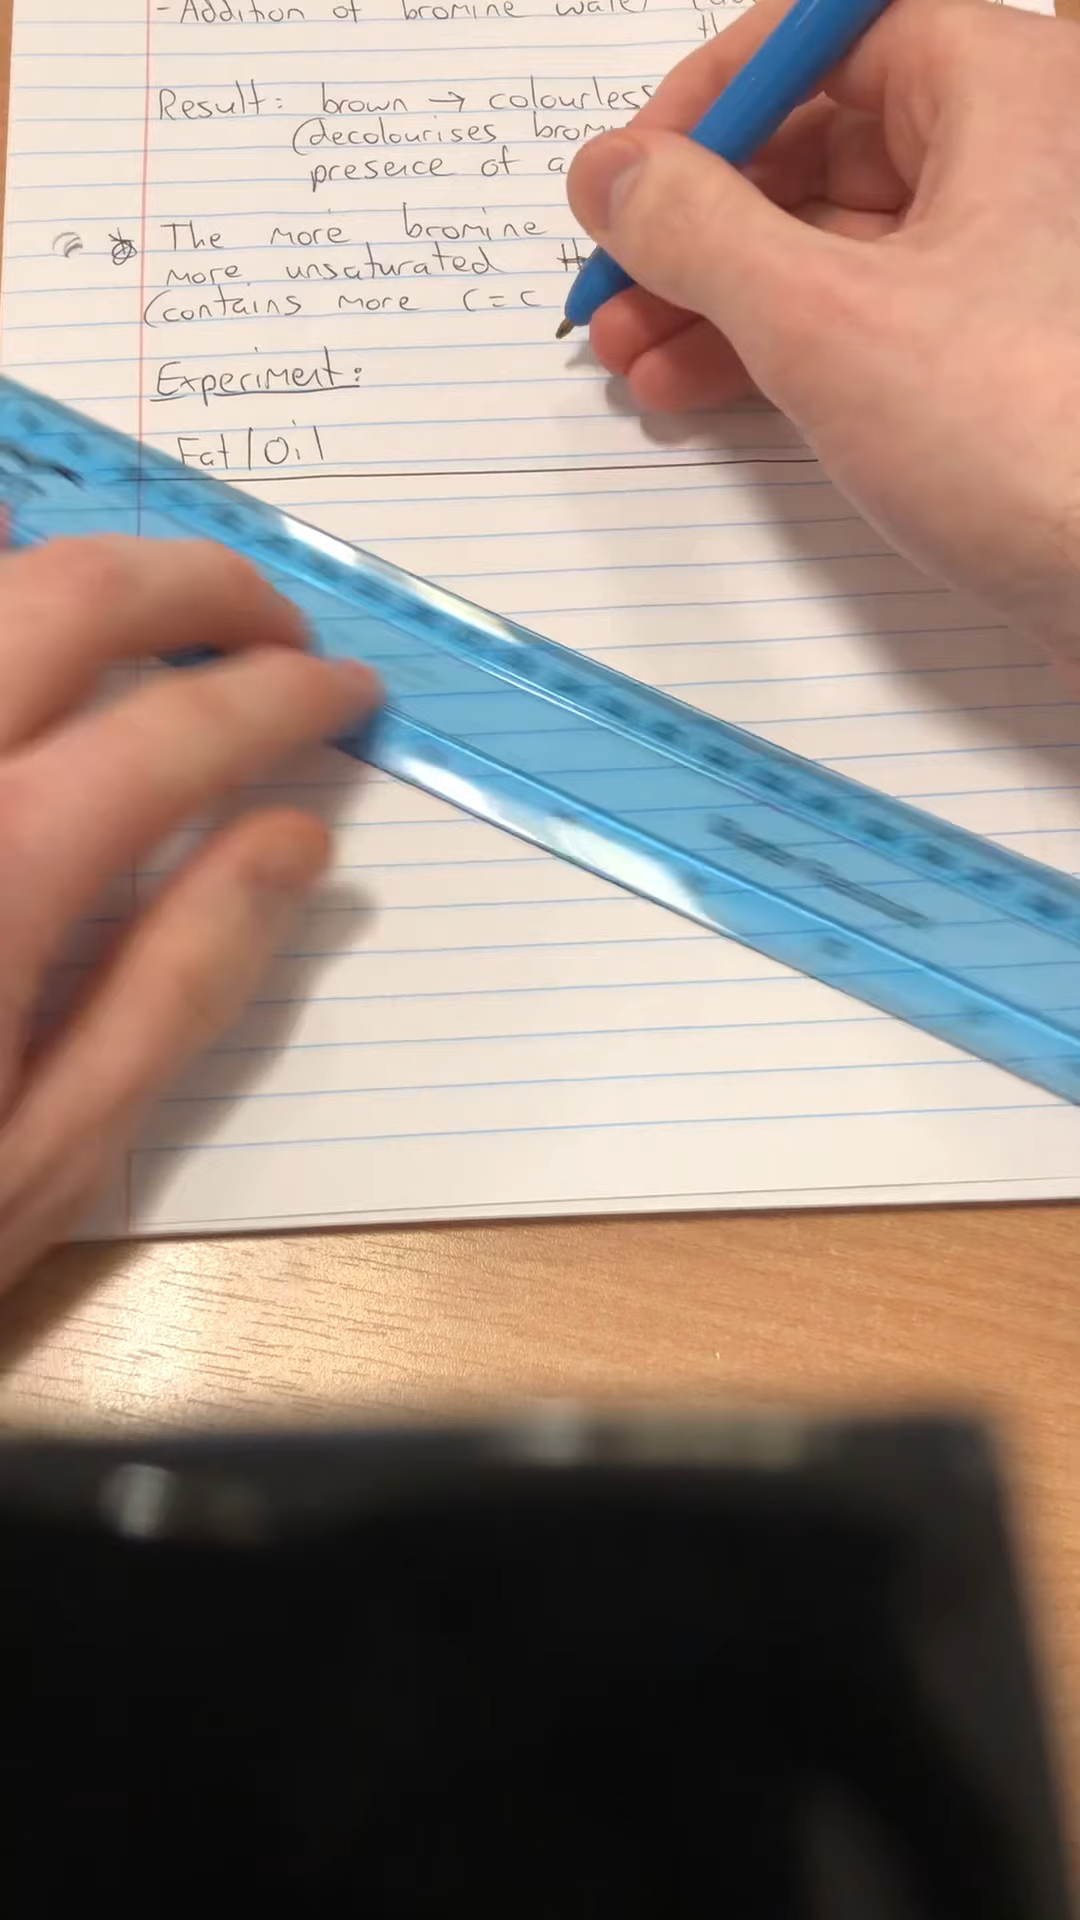 - Addition of bromine water
Result: brown → colourless
(decolourises
presence of a
The more bromine
more unsaturated
(contains more C=C
Experiment:
Fat/Oil